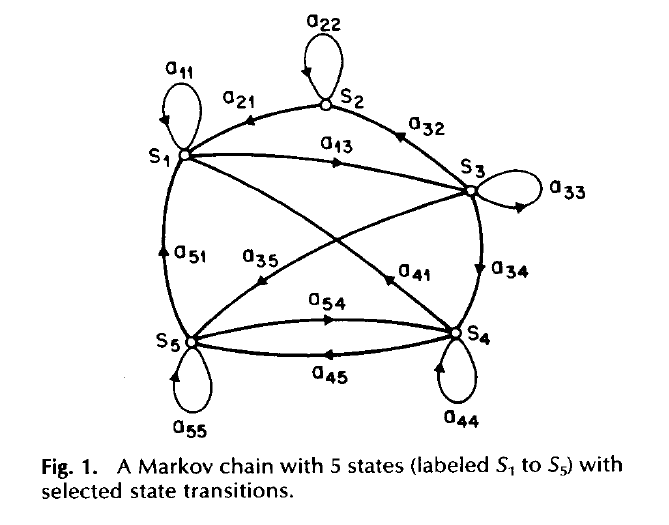 a22
a11
a21
S2
a32
a13
S1
S3
a33
a51
a35
a41
a34
a54
S5
S4
a45
a55
a44
Fig. 1. A Markov chain with 5 states (labeled S1 to S5) with
selected state transitions.